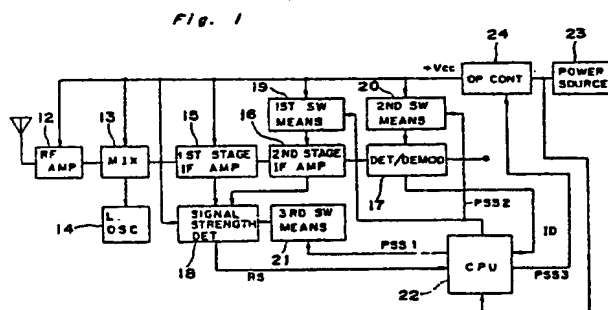 Fig. 1
24
23
+Vcc
OP CONT
POWER
SOURCE
19
20
1ST SW
MEANS
2ND SW
MEANS
12
13
15
16
RF
AMP
MIX
1ST STAGE
IF AMP
2ND STAGE
IF AMP
DET/DEMOD
17
PSS2
14
L.
OSC
SIGNAL
STRENGTH
DET
18
3RD SW
MEANS
21
PSS1
ID
RS
CPU
PSS3
22